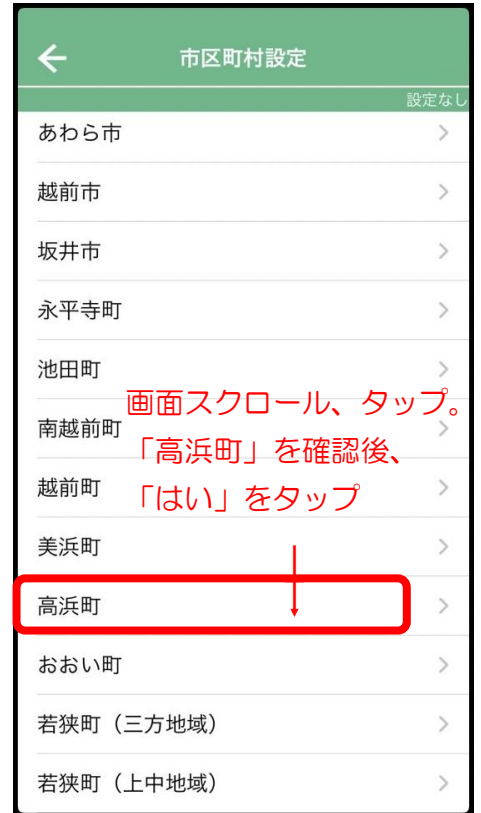 市区町村設定
設定なし
あわら市
越前市
坂井市
永平寺町
池田町
画面スクロール、タップ。
南越前町
「高浜町」を確認後、
越前町
「はい」をタップ
美浜町
高浜町
おおい町
若狭町（三方地域）
若狭町（上中地域）